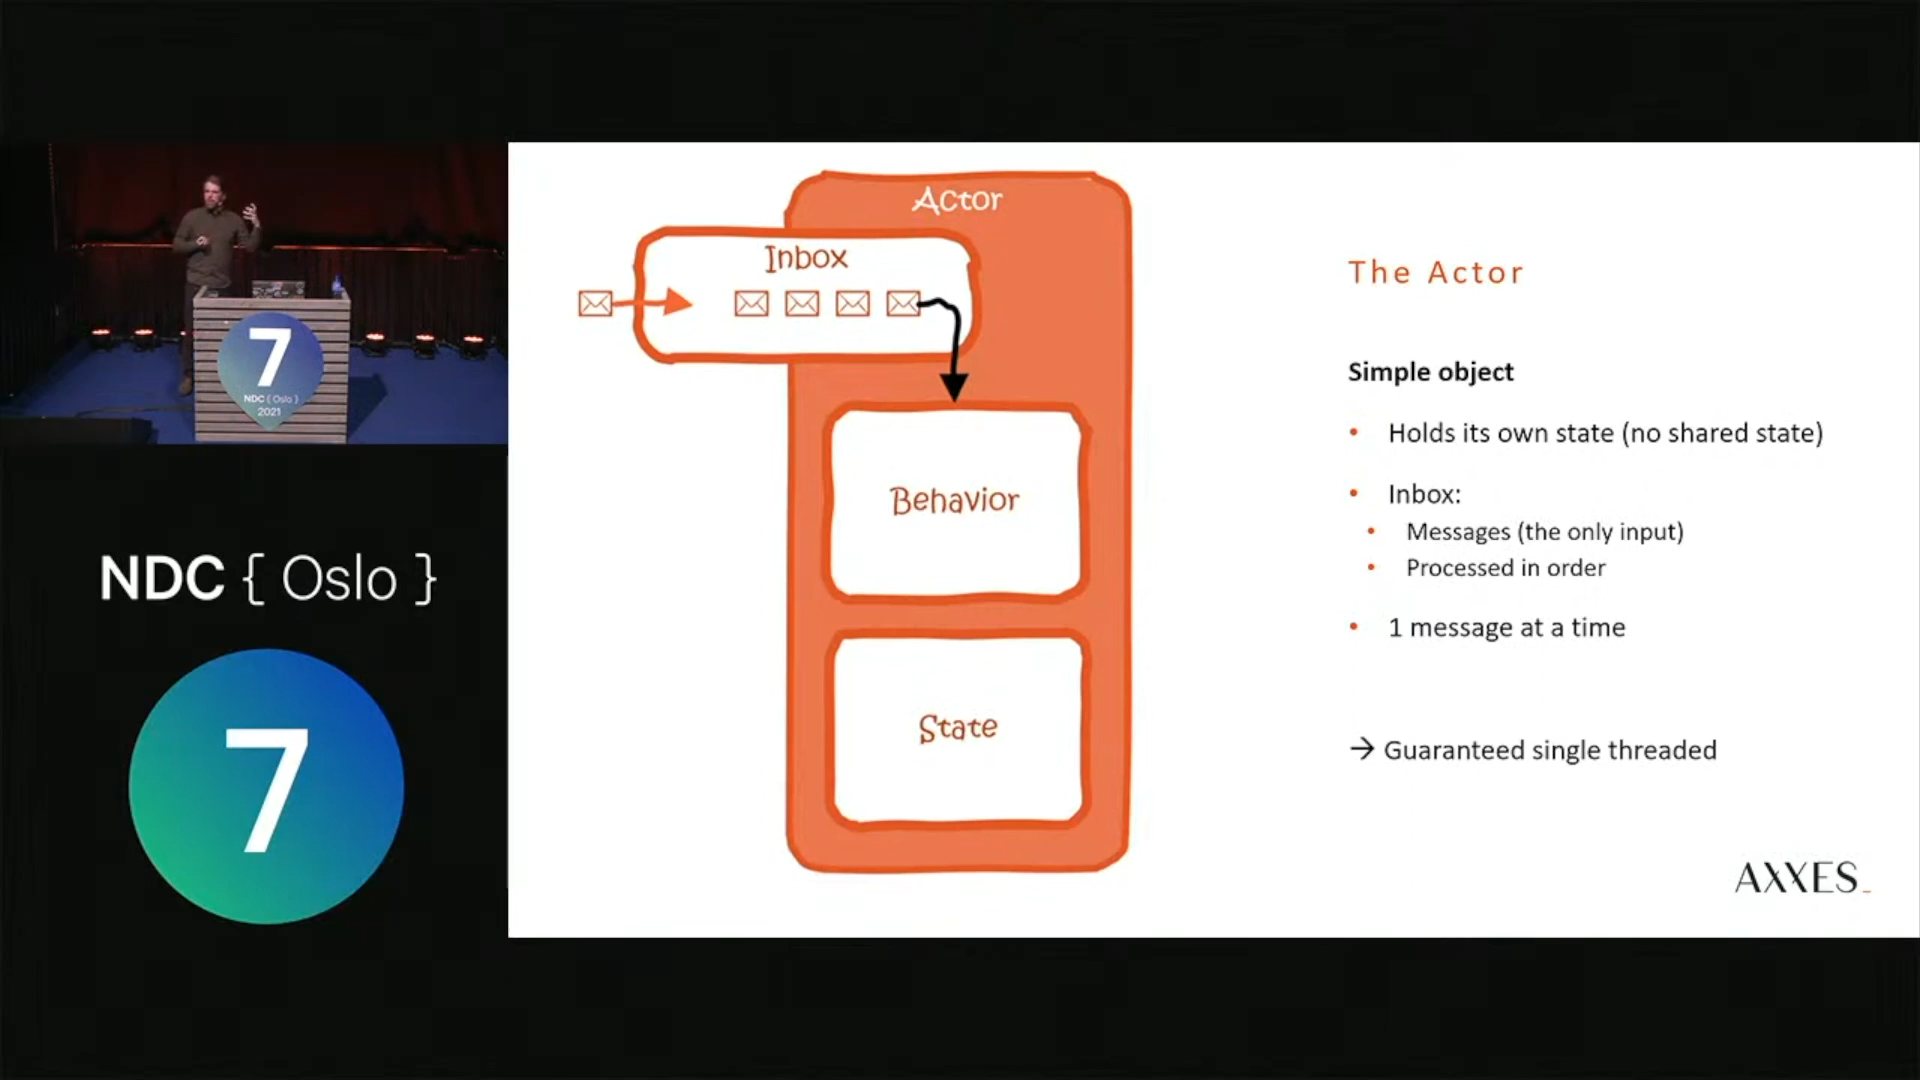 Actor
Inbox
Behavior
State
The Actor
Simple object
• Holds its own state (no shared state)
• Inbox:
• Messages (the only input)
• Processed in order
• 1 message at a time
→ Guaranteed single threaded
AXXES_
7
NDC { Oslo }
2021
NDC { Oslo }
7